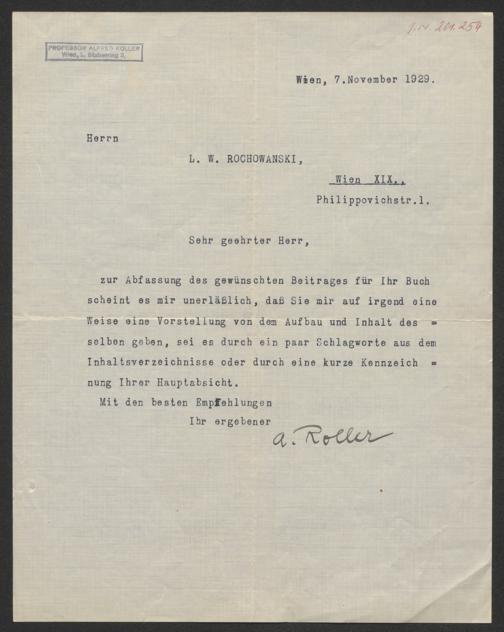 J.N. 201.254
PROFESSOR ALFRED ROLLER
Wien, I., Stubenring 3.
Wien, 7.November 1929.
Herrn
L. W. ROCHOWANSKI,
Wien XIX.,
Philippovichstr.1.
Sehr geehrter Herr,
zur Abfassung des gewünschten Beitrages für Ihr Buch
scheint es mir unerläßlich, daß Sie mir auf irgend eine
Weise eine Vorstellung von dem Aufbau und Inhalt des =
selben geben, sei es durch ein paar Schlagworte aus dem
Inhaltsverzeichnisse oder durch eine kurze Kennzeich =
nung Ihrer Hauptabsicht.
Mit den besten Empfehlungen
Ihr ergebener
A. Roller